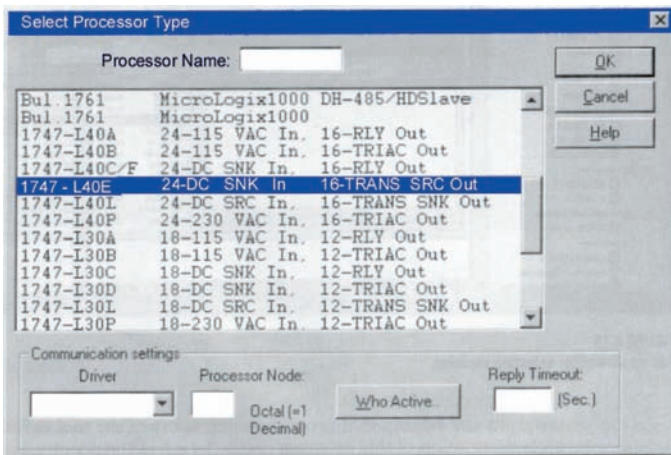 Select Processor Type
Processor Name:
OK
Cancel
Help
Bul.1761 MicroLogix1000 DH-485/HDSlave
Bul.1761 MicroLogix1000
1747-L40A 24-115 VAC In, 16-RLY Out
1747-L40B 24-115 VAC In, 16-TRIAC Out
1747-L40C/F 24-DC SNK In, 16-RLY Out
1747 - L40E 24-DC SNK In 16-TRANS SRC Out
1747-L40L 24-DC SRC In, 16-TRANS SNK Out
1747-L40P 24-230 VAC In, 16-TRIAC Out
1747-L30A 18-115 VAC In, 12-RLY Out
1747-L30B 18-115 VAC In, 12-TRIAC Out
1747-L30C 18-DC SNK In, 12-RLY Out
1747-L30D 18-DC SNK In, 12-TRIAC Out
1747-L30L 18-DC SRC In, 12-TRANS SNK Out
1747-L30P 18-230 VAC In, 12-TRIAC Out
Communication settings
Driver
Processor Node:
Octal (=1
Decimal)
Who Active..
Reply Timeout:
(Sec.)